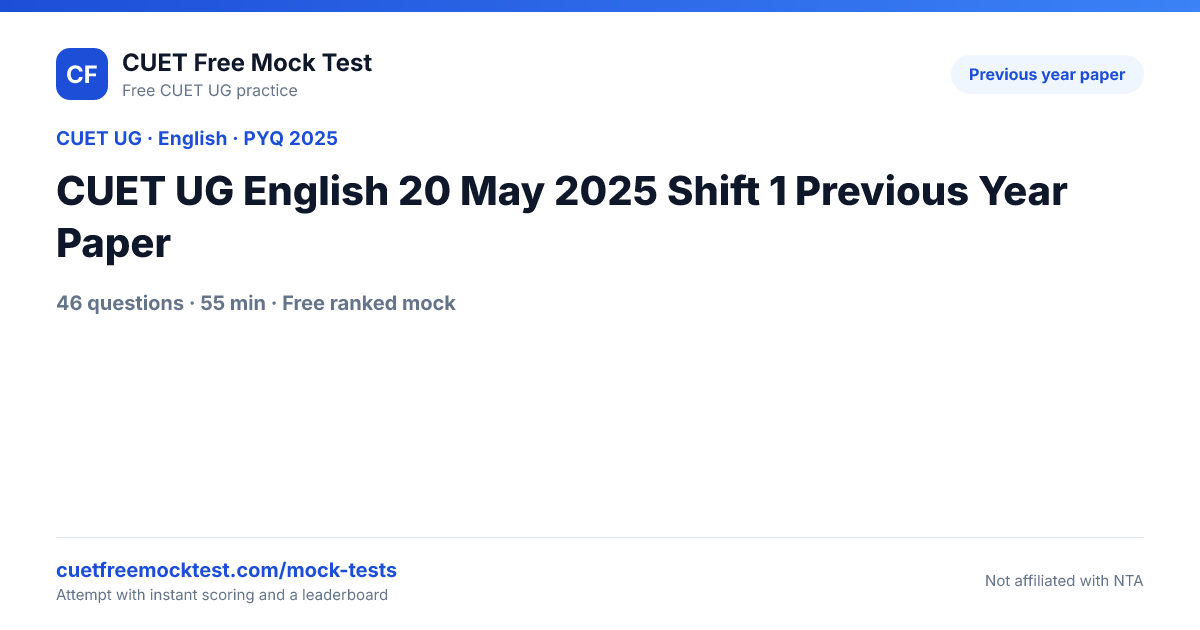 CF
CUET Free Mock Test
Free CUET UG practice
Previous year paper
CUET UG · English · PYQ 2025
CUET UG English 20 May 2025 Shift 1 Previous Year
Paper
46 questions · 55 min · Free ranked mock
cuetfreemocktest.com/mock-tests
Attempt with instant scoring and a leaderboard
Not affiliated with NTA